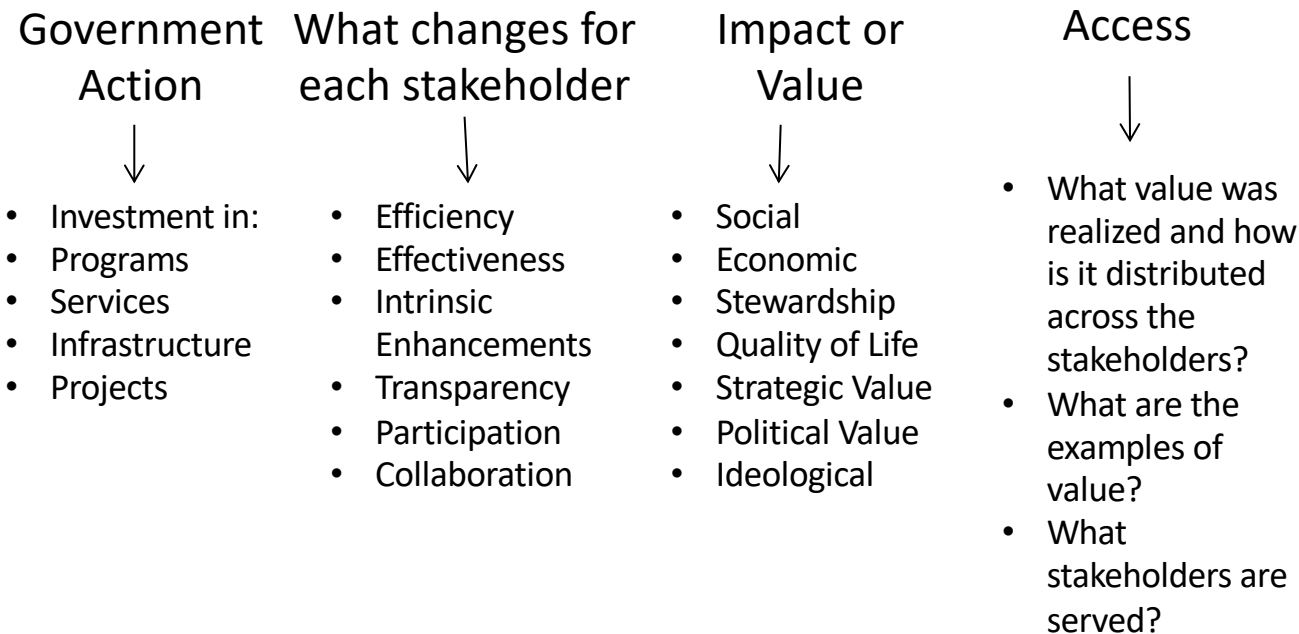 Government Action
What changes for each stakeholder
Impact or Value
Access
• Investment in:
• Programs
• Services
• Infrastructure
• Projects
• Efficiency
• Effectiveness
• Intrinsic
Enhancements
• Transparency
• Participation
• Collaboration
• Social
• Economic
• Stewardship
• Quality of Life
• Strategic Value
• Political Value
• Ideological
• What value was
realized and how
is it distributed
across the
stakeholders?
• What are the
examples of
value?
• What
stakeholders are
served?